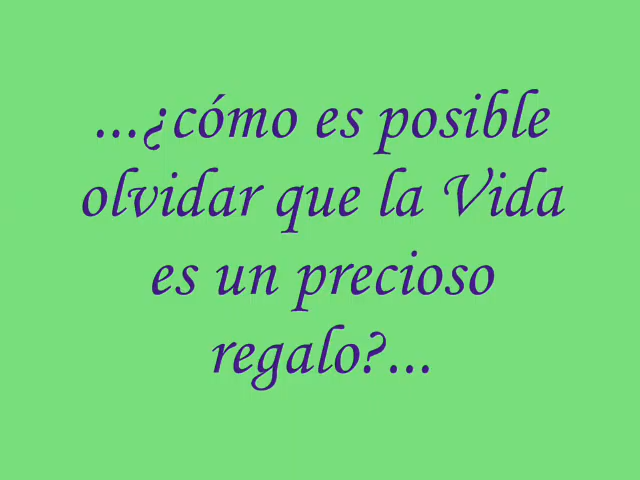 ...¿cómo es posible
olvidar que la Vida
es un precioso
regalo?...